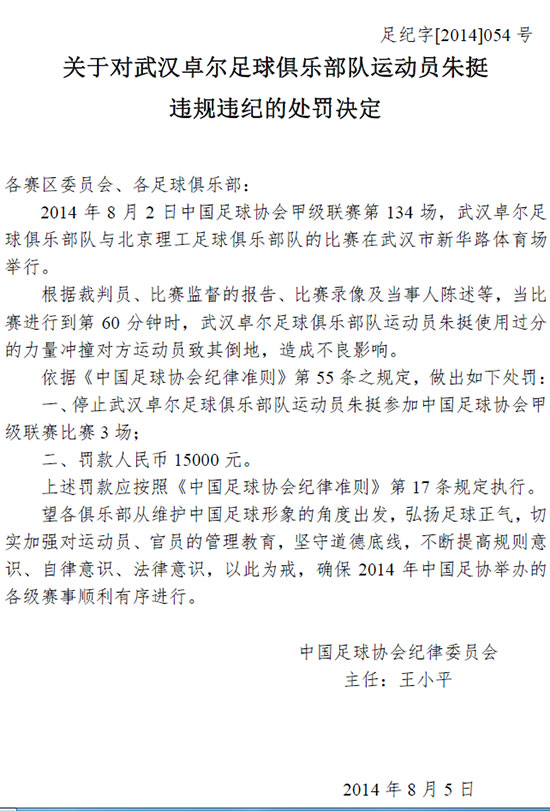 足纪字[2014]054 号
关于对武汉卓尔足球俱乐部队运动员朱挺
违规违纪的处罚决定
各赛区委员会、各足球俱乐部：
2014 年 8 月 2 日中国足球协会甲级联赛第 134 场，武汉卓尔足
球俱乐部队与北京理工足球俱乐部队的比赛在武汉市新华路体育场
举行。
根据裁判员、比赛监督的报告、比赛录像及当事人陈述等，当比
赛进行到第 60 分钟时，武汉卓尔足球俱乐部队运动员朱挺使用过分
的力量冲撞对方运动员致其倒地，造成不良影响。
依据《中国足球协会纪律准则》第 55 条之规定，做出如下处罚：
一、停止武汉卓尔足球俱乐部队运动员朱挺参加中国足球协会甲
级联赛比赛 3 场；
二、罚款人民币 15000 元。
上述罚款应按照《中国足球协会纪律准则》第 17 条规定执行。
望各俱乐部从维护中国足球形象的角度出发，弘扬足球正气，切
实加强对运动员、官员的管理教育，坚守道德底线，不断提高规则意
识、自律意识、法律意识，以此为戒，确保 2014 年中国足协举办的
各级赛事顺利有序进行。
中国足球协会纪律委员会
主任：王小平
2014 年 8 月 5 日